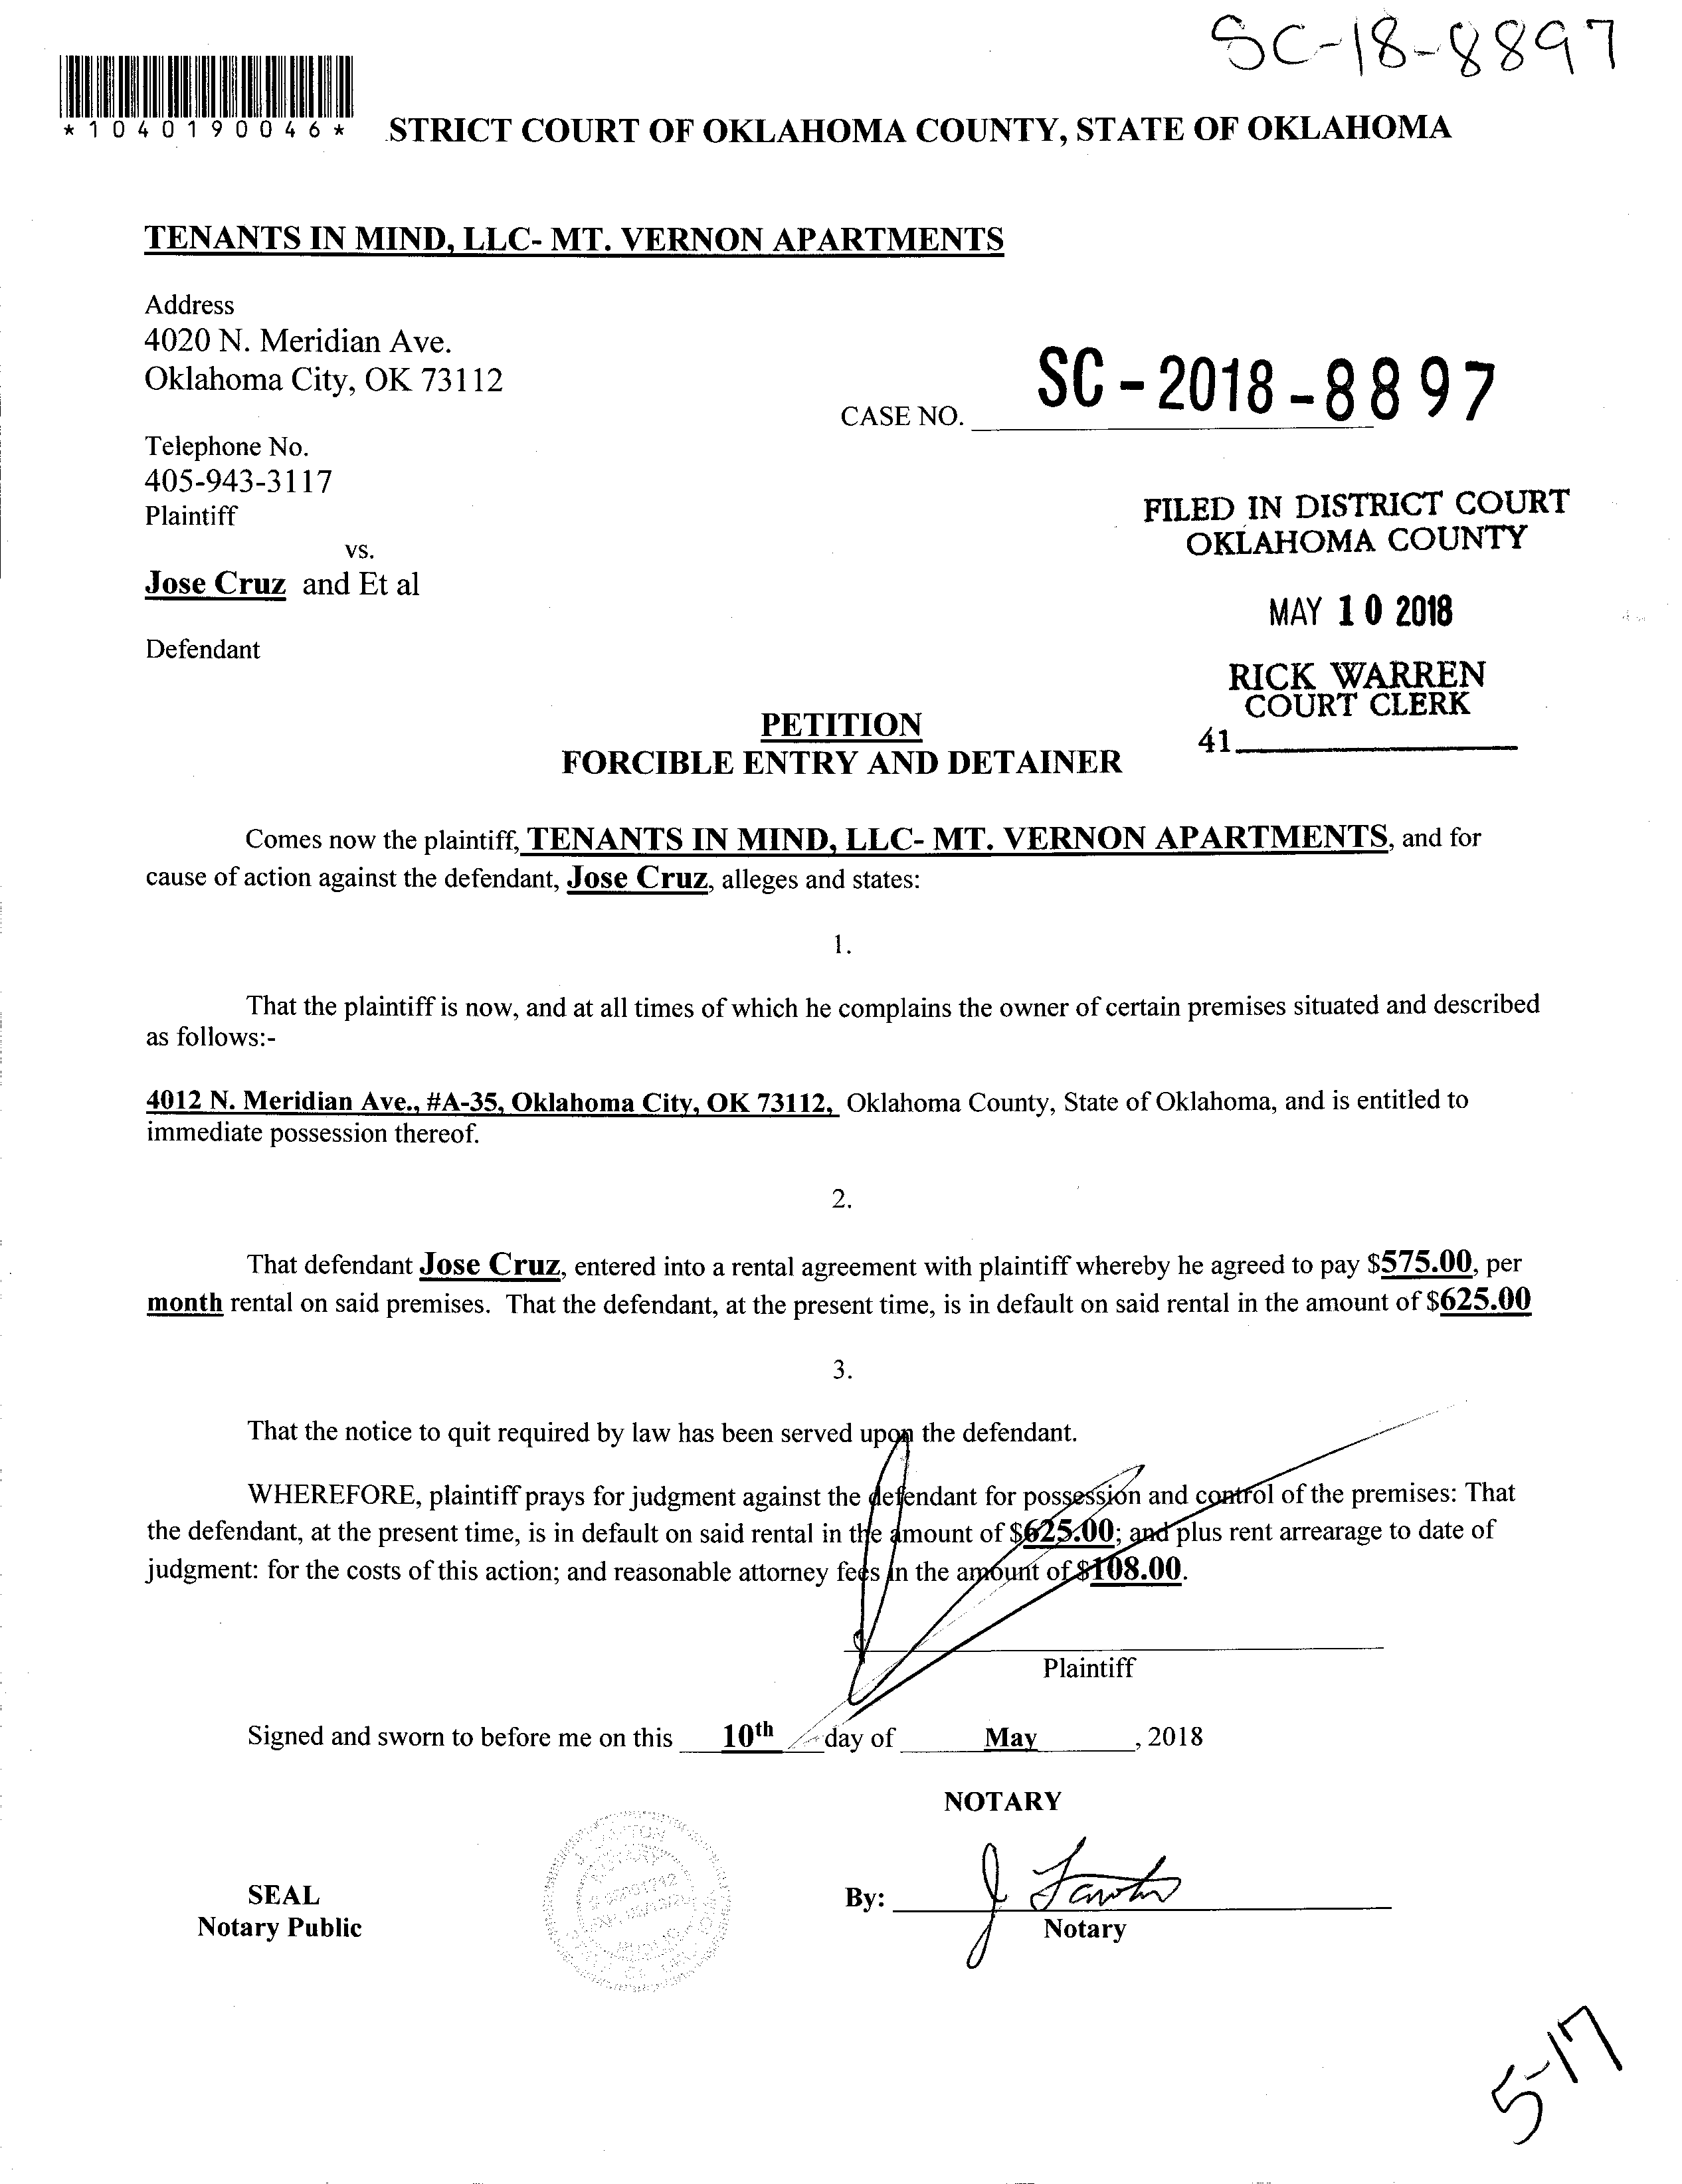 SC-18-8897
*1040190046*
STRICT COURT OF OKLAHOMA COUNTY, STATE OF OKLAHOMA
TENANTS IN MIND, LLC- MT. VERNON APARTMENTS
Address
4020 N. Meridian Ave.
Oklahoma City, OK 73112
CASE NO. SC-2018-8897
Telephone No.
405-943-3117
Plaintiff
vs.
Jose Cruz and Et al
Defendant
FILED IN DISTRICT COURT
OKLAHOMA COUNTY
MAY 10 2018
RICK WARREN
COURT CLERK
41
PETITION
FORCIBLE ENTRY AND DETAINER
Comes now the plaintiff, TENANTS IN MIND, LLC- MT. VERNON APARTMENTS, and for
cause of action against the defendant, Jose Cruz, alleges and states:
1.
That the plaintiff is now, and at all times of which he complains the owner of certain premises situated and described
as follows:-
4012 N. Meridian Ave., #A-35, Oklahoma City, OK 73112, Oklahoma County, State of Oklahoma, and is entitled to
immediate possession thereof.
2.
That defendant Jose Cruz, entered into a rental agreement with plaintiff whereby he agreed to pay $575.00, per
month rental on said premises. That the defendant, at the present time, is in default on said rental in the amount of $625.00
3.
That the notice to quit required by law has been served upon the defendant.
WHEREFORE, plaintiff prays for judgment against the defendant for possession and control of the premises: That
the defendant, at the present time, is in default on said rental in the amount of $625.00; and plus rent arrearage to date of
judgment: for the costs of this action; and reasonable attorney fees in the amount of $108.00.
Plaintiff
Signed and sworn to before me on this 10th day of May, 2018
NOTARY
SEAL
Notary Public
By:
Notary
5-17